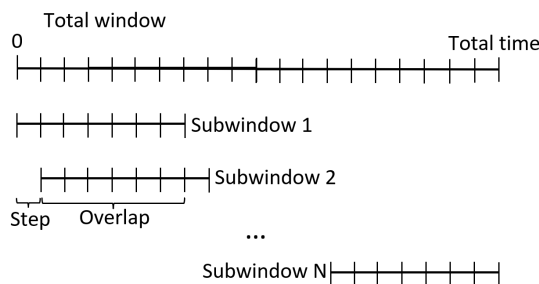 Total window
0
Total time
Subwindow 1
Subwindow 2
Step
Overlap
...
Subwindow N